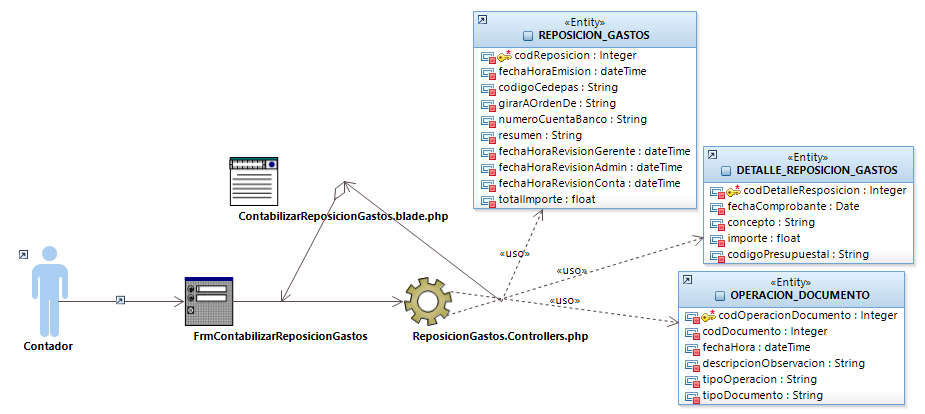 «Entity»
REPOSICION_GASTOS
codReposicion : Integer
fechaHoraEmision : dateTime
codigoCedepas : String
girarAOrdenDe : String
numeroCuentaBanco : String
resumen : String
fechaHoraRevisionGerente : dateTime
fechaHoraRevisionAdmin : dateTime
fechaHoraRevisionConta : dateTime
totalImporte : float
«Entity»
DETALLE_REPOSICION_GASTOS
codDetalleResposicion : Integer
fechaComprobante : Date
concepto : String
importe : float
codigoPresupuestal : String
ContabilizarReposicionGastos.blade.php
«uso»
«uso»
«uso»
«Entity»
OPERACION_DOCUMENTO
codOperacionDocumento : Integer
codDocumento : Integer
fechaHora : dateTime
descripcionObservacion : String
tipoOperacion : String
tipoDocumento : String
Contador
FrmContabilizarReposicionGastos
ReposicionGastos.Controllers.php